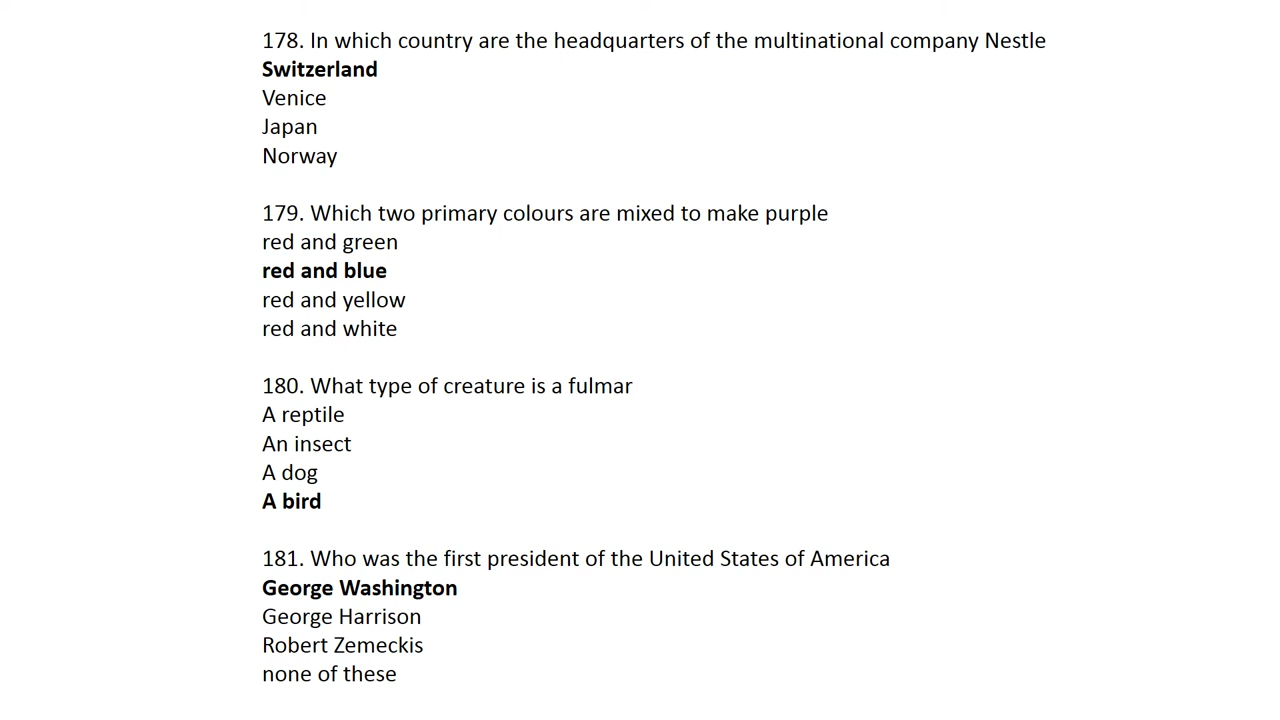 178. In which country are the headquarters of the multinational company Nestle
Switzerland
Venice
Japan
Norway
179. Which two primary colours are mixed to make purple
red and green
red and blue
red and yellow
red and white
180. What type of creature is a fulmar
A reptile
An insect
A dog
A bird
181. Who was the first president of the United States of America
George Washington
George Harrison
Robert Zemeckis
none of these